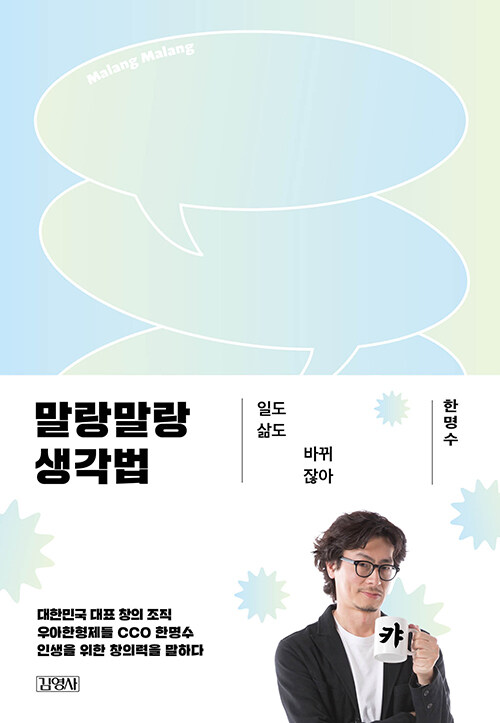 Malang Malang
말랑말랑
생각법
일도
삶도
바뀌
잖아
한명수
대한민국 대표 창의 조직
우아한형제들 CCO 한명수
인생을 위한 창의력을 말하다
캬
김영사